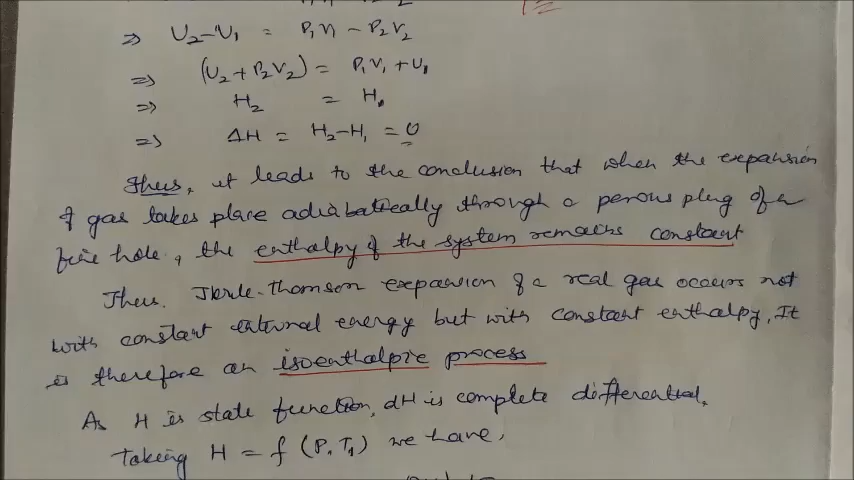 ⇒ U₂-U₁ = P₁V₁ - P₂V₂
⇒ (U₂+P₂V₂) = P₁V₁+U₁
⇒ H₂ = H₁
⇒ ΔH = H₂-H₁ = 0
Thus, it leads to the conclusion that when the expansion
of gas takes place adiabatically through a porous plug of a
fine hole, the enthalpy of the system remains constant
Thus. Joule-Thomson expansion of a real gas occurs not
with constant internal energy but with constant enthalpy. It
is therefore an isoenthalpic process
As H is state function, dH is complete differential.
Taking H = f (P, T,) we have,